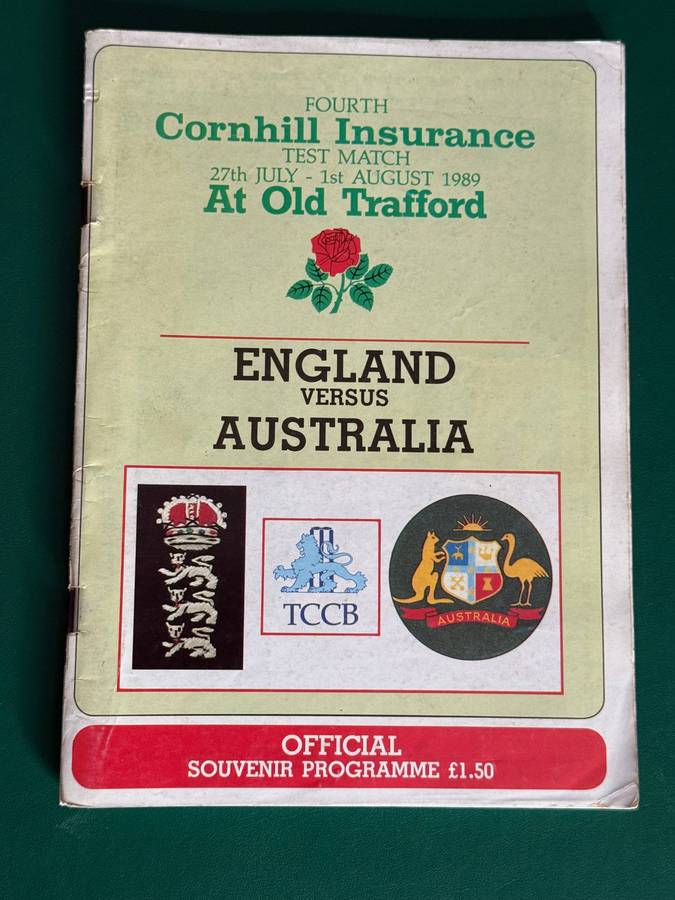 FOURTH
Cornhill Insurance
TEST MATCH
27th JULY - 1st AUGUST 1989
At Old Trafford
ENGLAND
VERSUS
AUSTRALIA
TCCB
AUSTRALIA
OFFICIAL
SOUVENIR PROGRAMME £1.50